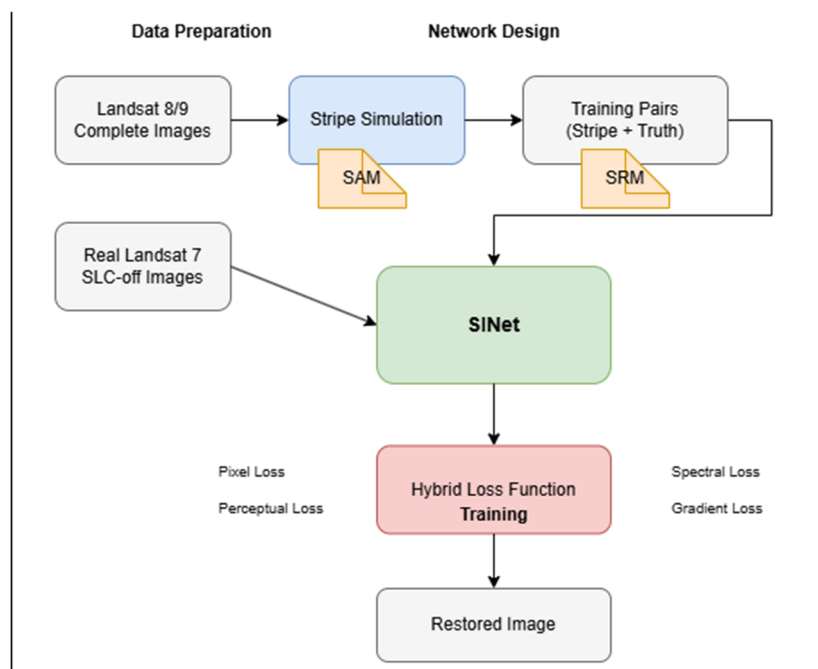 Data Preparation
Network Design
Landsat 8/9
Complete Images
Stripe Simulation
Training Pairs
(Stripe + Truth)
SAM
SRM
Real Landsat 7
SLC-off Images
SINet
Pixel Loss
Perceptual Loss
Hybrid Loss Function
Training
Spectral Loss
Gradient Loss
Restored Image